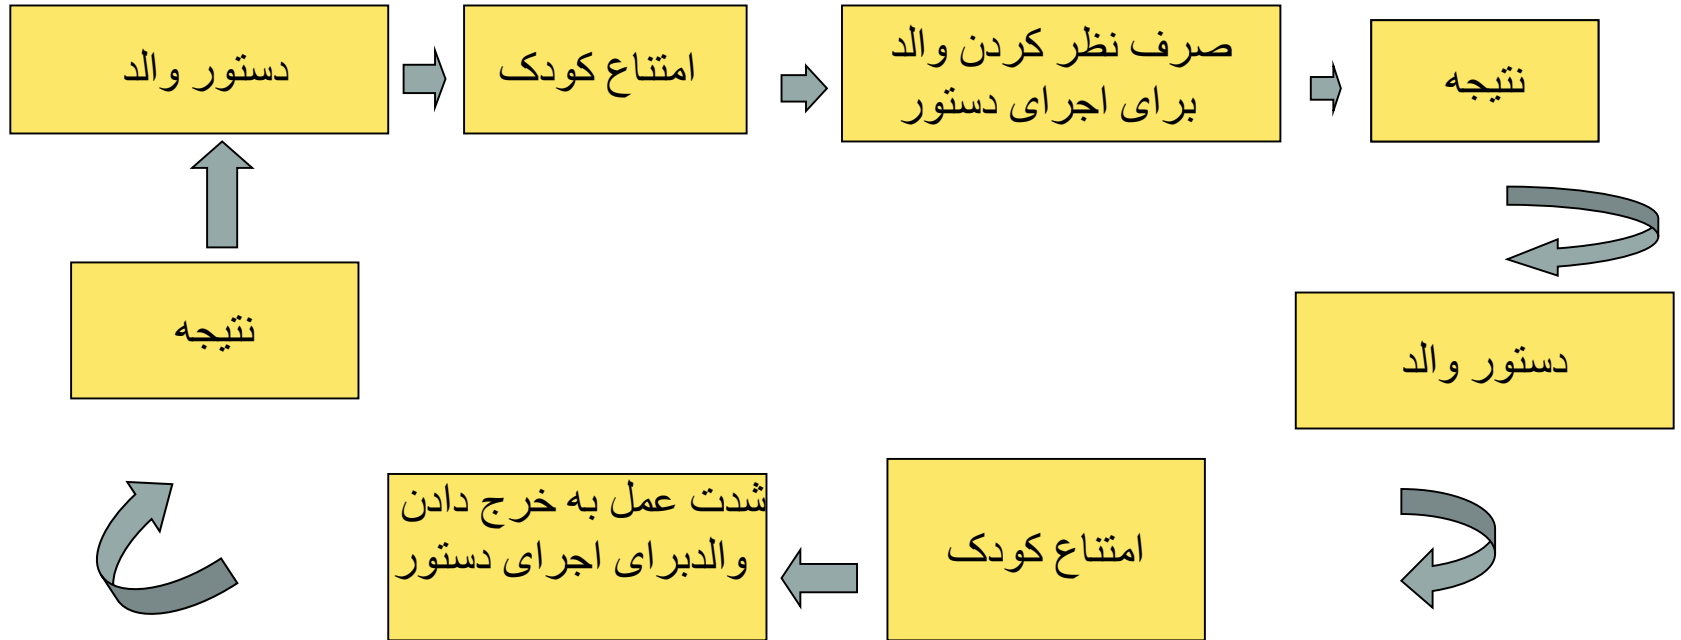 دستور والد
امتناع کودک
صرف نظر کردن والد
برای اجرای دستور
نتیجه
دستور والد
امتناع کودک
شدت عمل به خرج دادن
والدبرای اجرای دستور
نتیجه